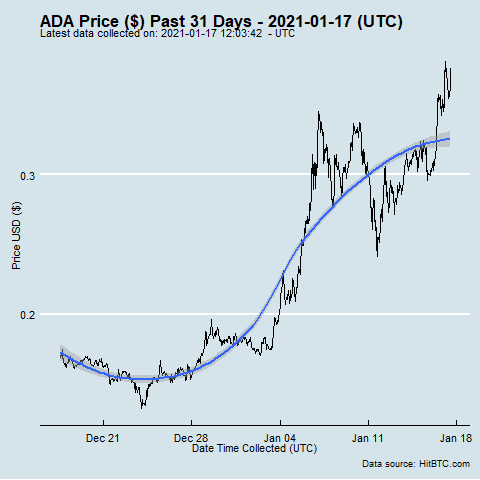 ADA Price ($) Past 31 Days - 2021-01-17 (UTC)
Latest data collected on: 2021-01-17 12:03:42 - UTC
Price USD ($)
0.3
0.2
Dec 21 Dec 28 Jan 04 Jan 11 Jan 18
Date Time Collected (UTC)
Data source: HitBTC.com